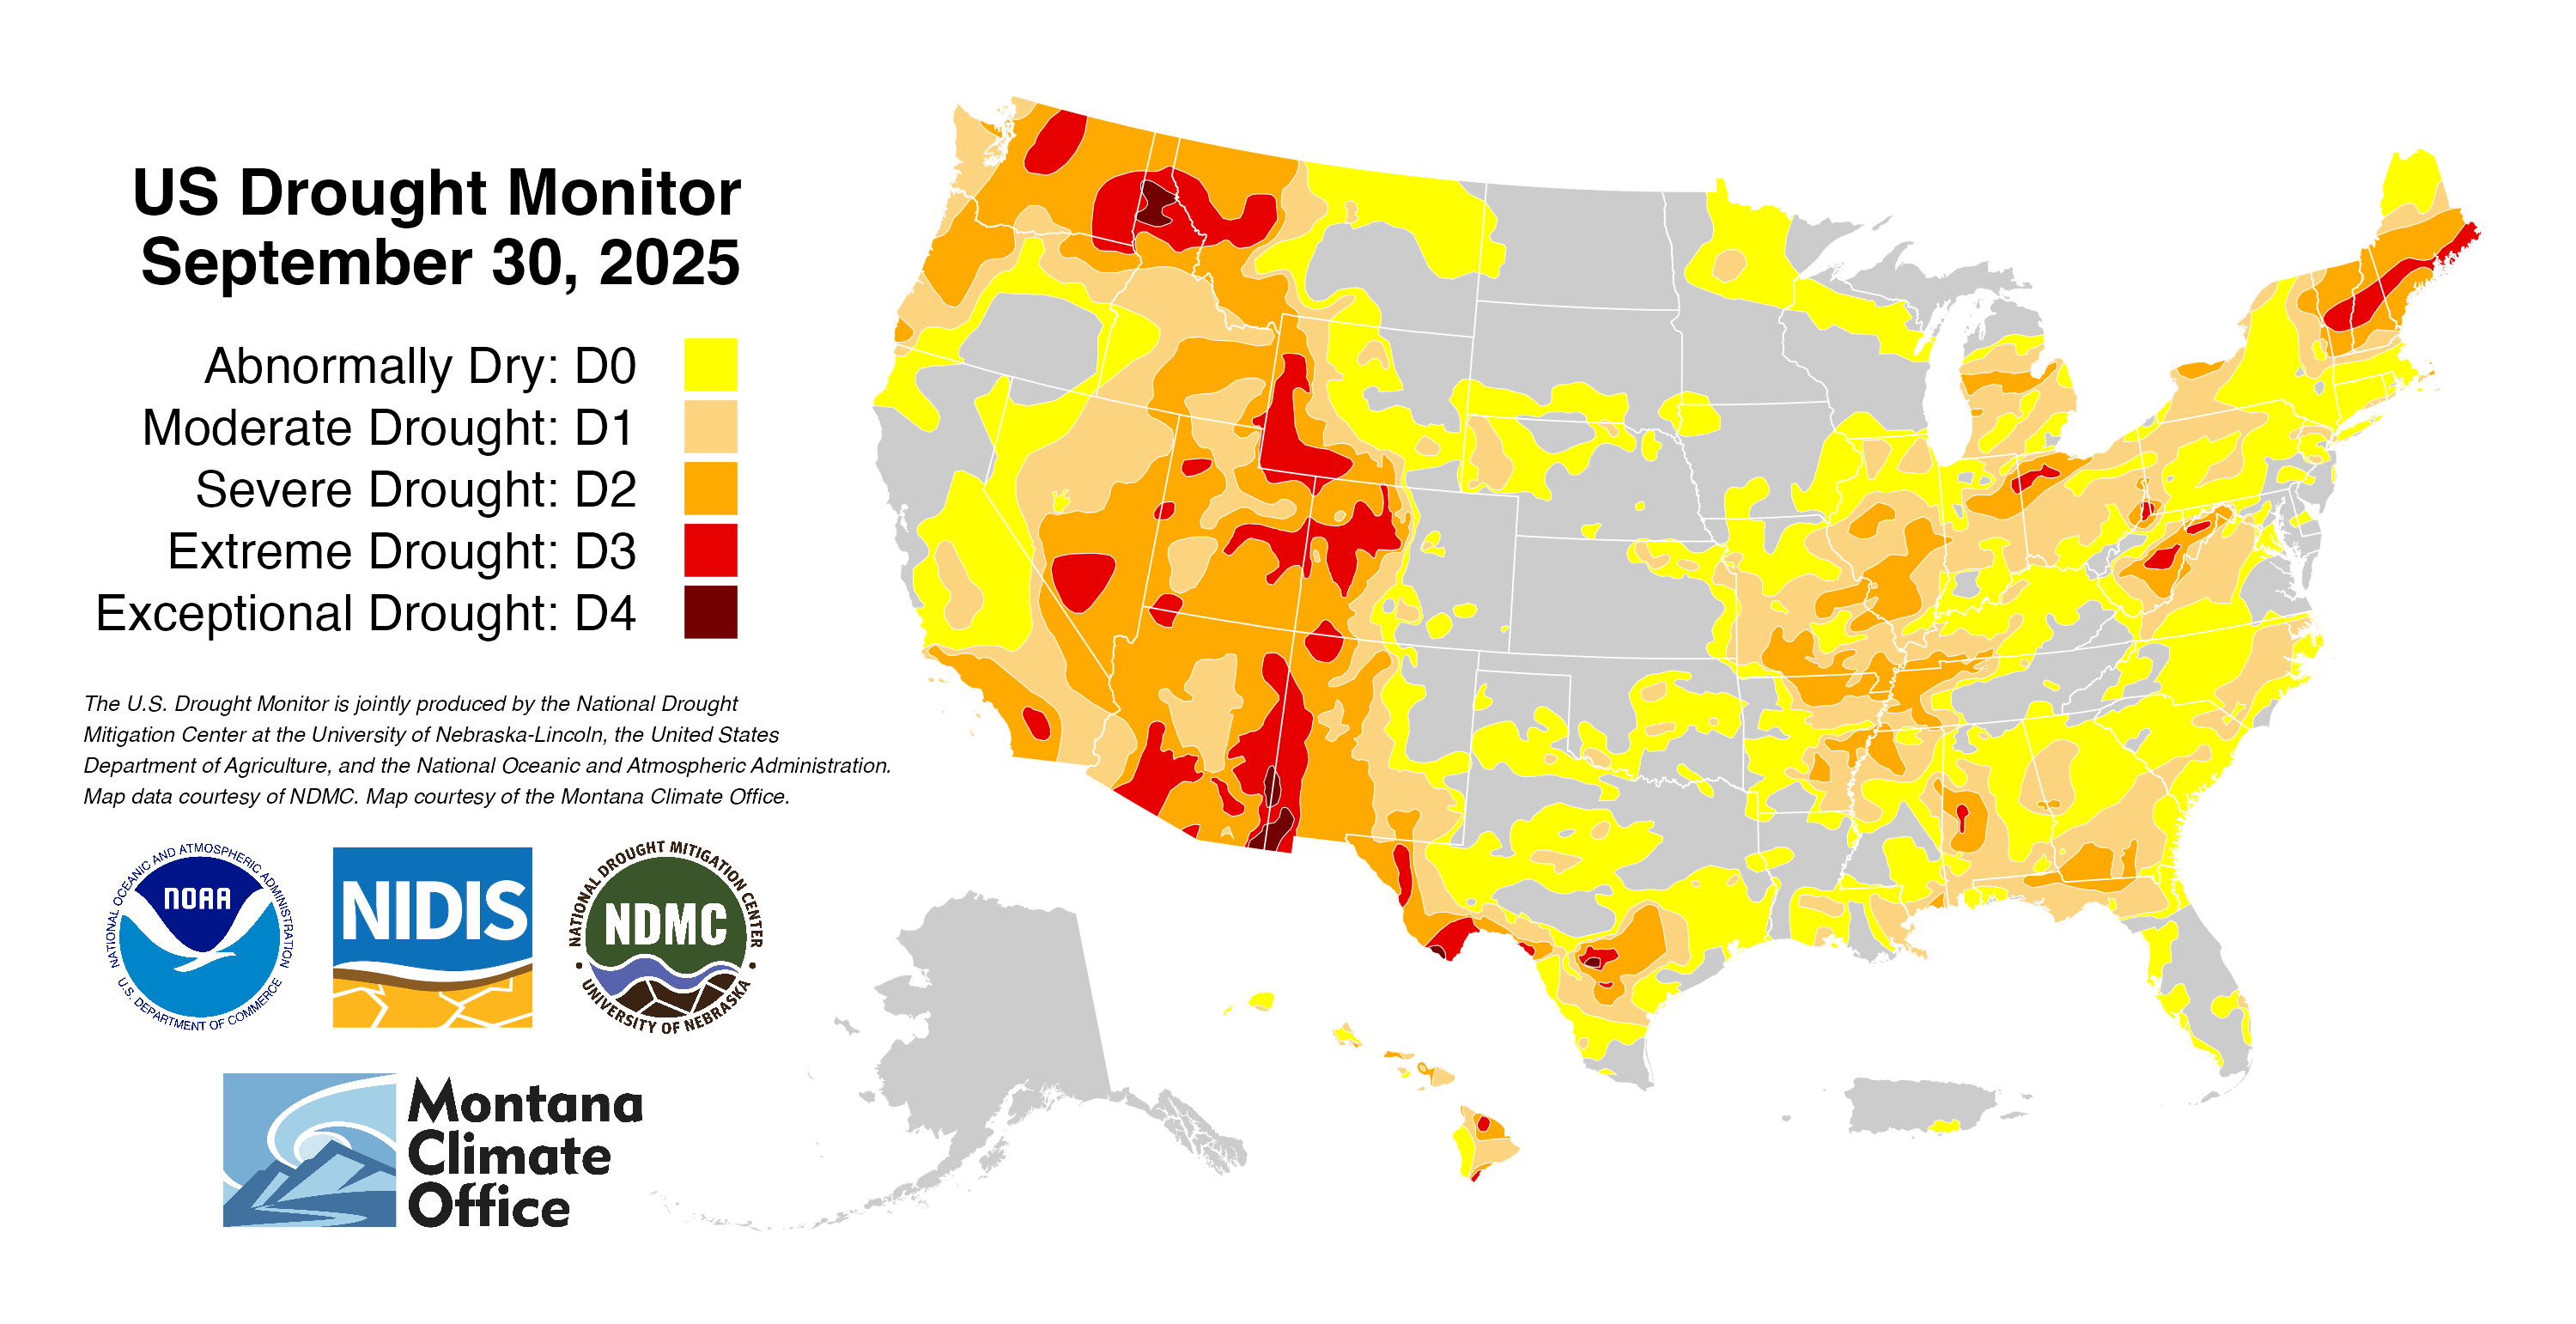 US Drought Monitor
September 30, 2025
Abnormally Dry: D0
Moderate Drought: D1
Severe Drought: D2
Extreme Drought: D3
Exceptional Drought: D4
The U.S. Drought Monitor is jointly produced by the National Drought
Mitigation Center at the University of Nebraska-Lincoln, the United States
Department of Agriculture, and the National Oceanic and Atmospheric Administration.
Map data courtesy of NDMC. Map courtesy of the Montana Climate Office.
NATIONAL OCEANIC AND ATMOSPHERIC ADMINISTRATION
NOAA
U.S. DEPARTMENT OF COMMERCE
NIDIS
NATIONAL DROUGHT MITIGATION CENTER
NDMC
UNIVERSITY OF NEBRASKA
Montana
Climate
Office